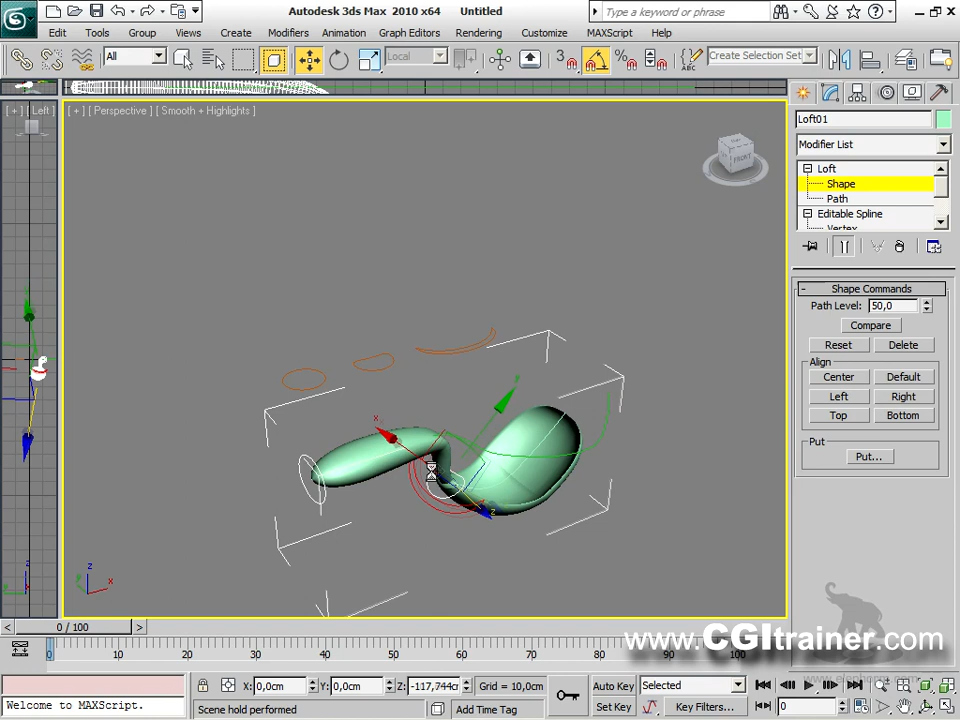 Autodesk 3ds Max 2010 x64 Untitled
Type a keyword or phrase
Edit Tools Group Views Create Modifiers Animation Graph Editors Rendering Customize MAXScript Help
All
Local
3
Create Selection Set
[ + ] [ Left ]
[ + ] [ Perspective ] [ Smooth + Highlights ]
FRONT
Loft01
Modifier List
Loft
Shape
Path
Editable Spline
Vertex
Shape Commands
Path Level: 50,0
Compare
Reset Delete
Align
Center Default
Left Right
Top Bottom
Put
Put...
x
y
z
z
x
y
0 / 100
0 10 20 30 40 50 60 70 80 90 100
www.CGItrainer.com
Welcome to MAXScript.
X: 0,0cm Y: 0,0cm Z: -117,744cm Grid = 10,0cm
Scene hold performed
Add Time Tag
Auto Key Selected
Set Key Key Filters...
0